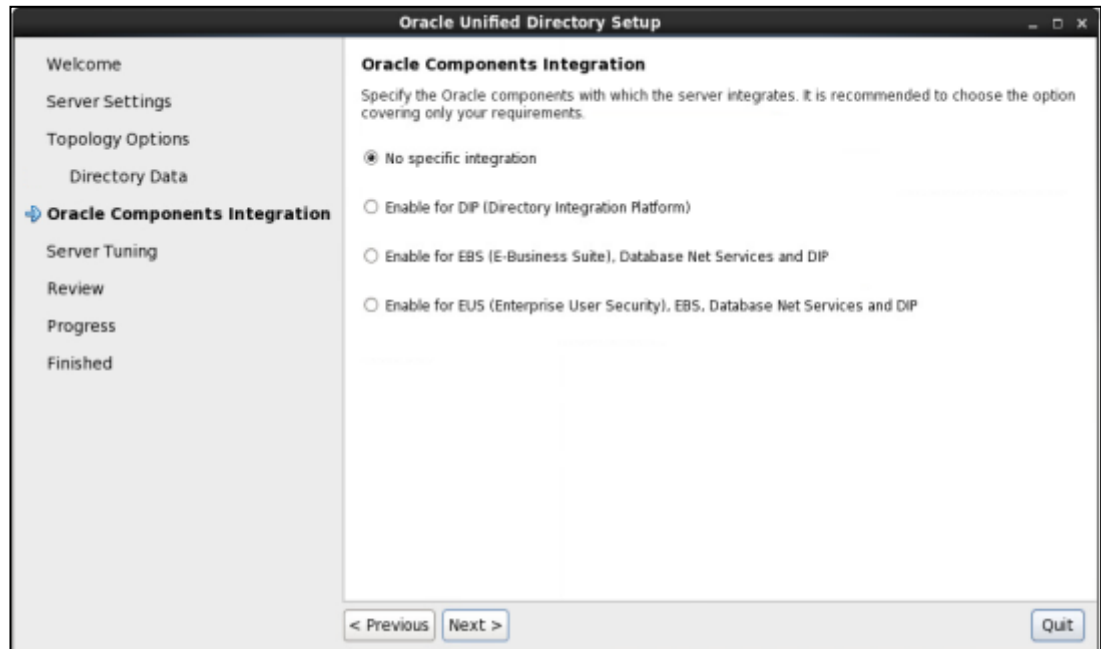 Oracle Unified Directory Setup
Welcome
Server Settings
Topology Options
Directory Data
Oracle Components Integration
Server Tuning
Review
Progress
Finished
Oracle Components Integration
Specify the Oracle components with which the server integrates. It is recommended to choose the option
covering only your requirements.
No specific integration
Enable for DIP (Directory Integration Platform)
Enable for EBS (E-Business Suite), Database Net Services and DIP
Enable for EUS (Enterprise User Security), EBS, Database Net Services and DIP
< Previous Next > Quit